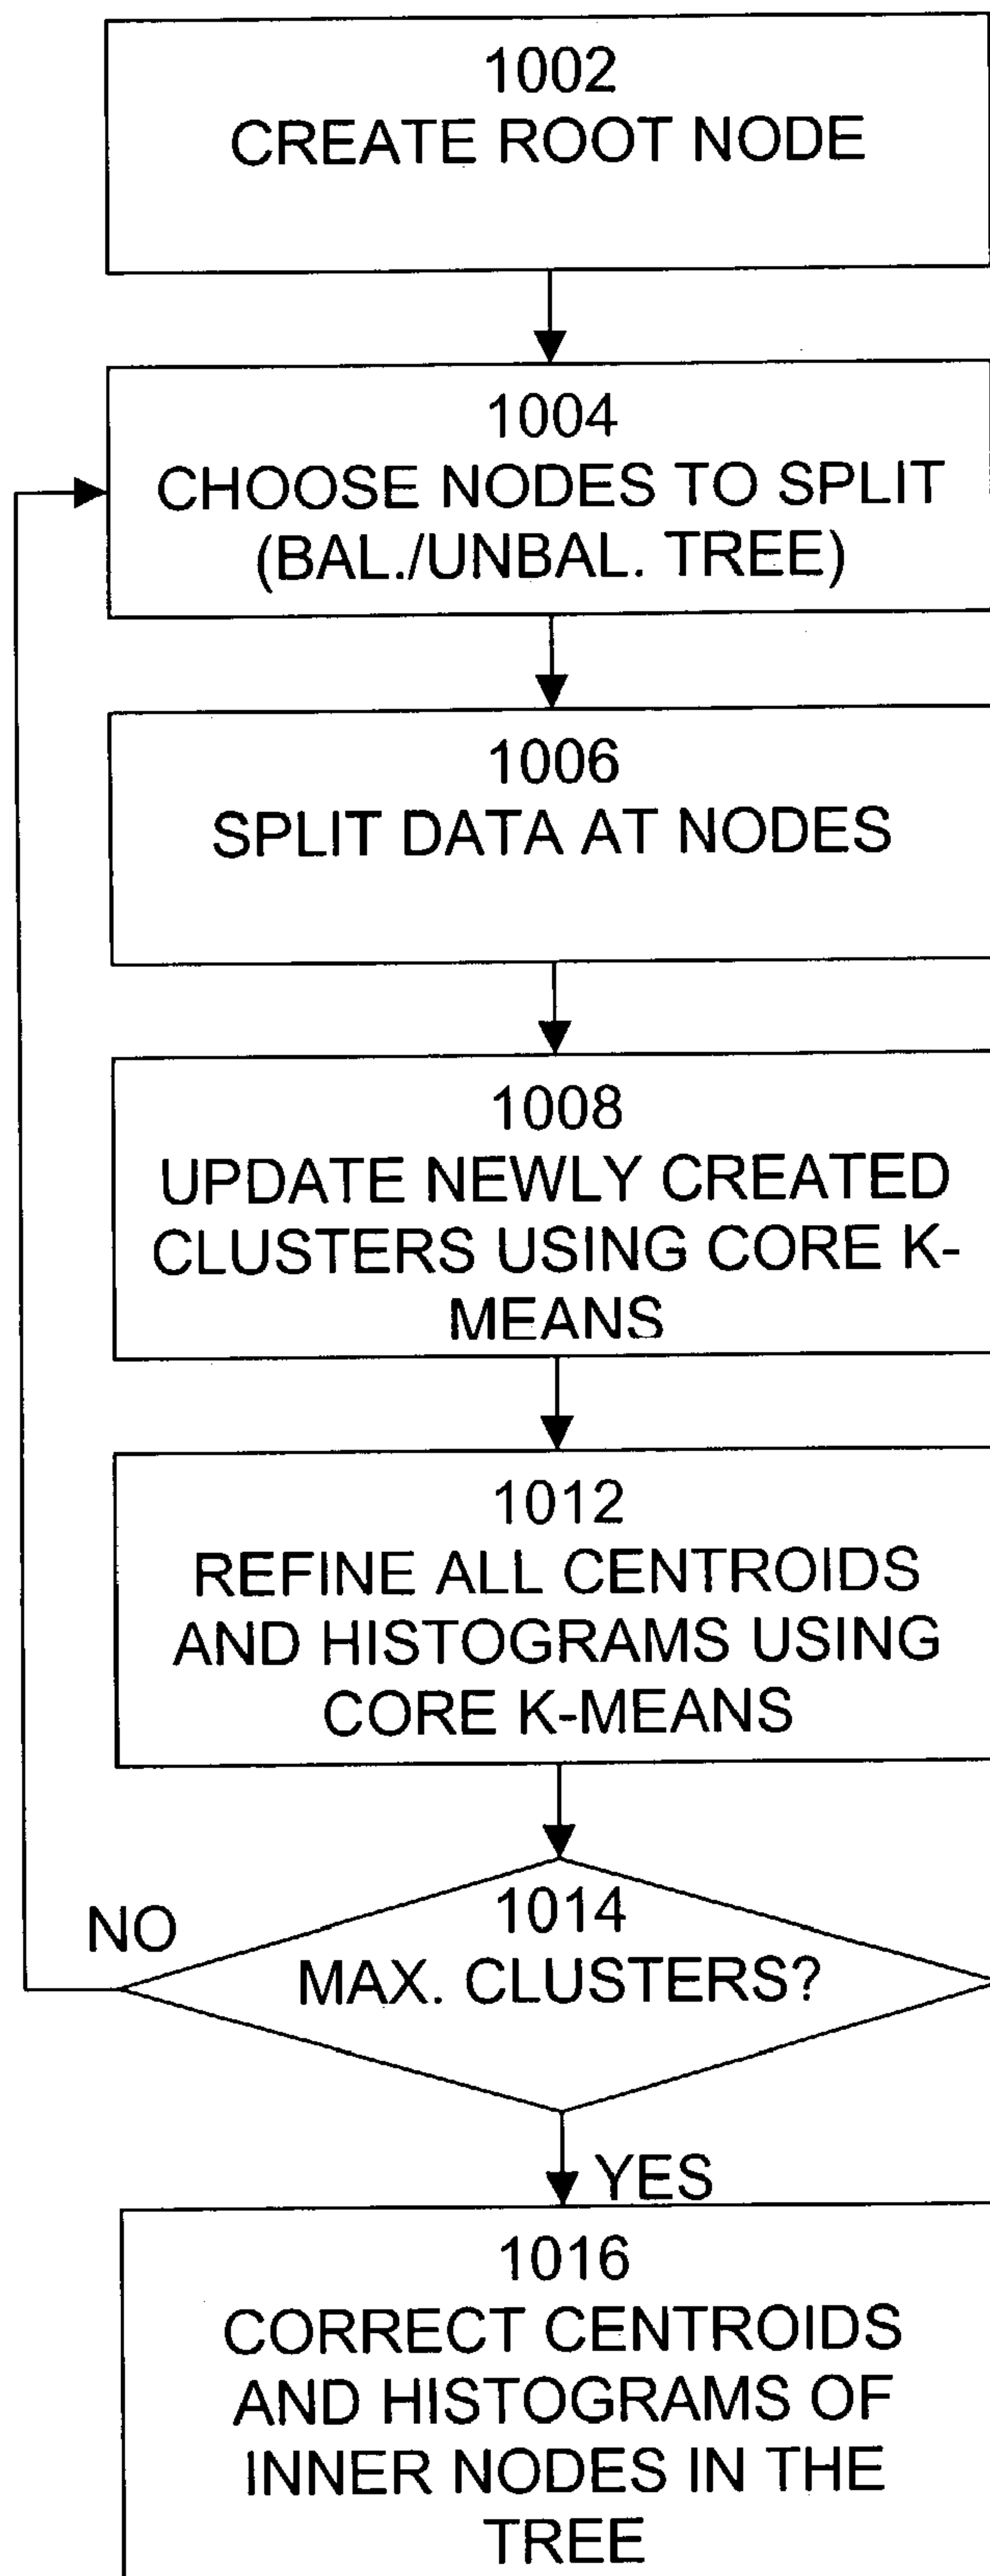 1002
CREATE ROOT NODE
1004
CHOOSE NODES TO SPLIT
(BAL./UNBAL. TREE)
1006
SPLIT DATA AT NODES
1008
UPDATE NEWLY CREATED
CLUSTERS USING CORE K-
MEANS
1012
REFINE ALL CENTROIDS
AND HISTOGRAMS USING
CORE K-MEANS
1014
MAX. CLUSTERS?
NO
YES
1016
CORRECT CENTROIDS
AND HISTOGRAMS OF
INNER NODES IN THE
TREE